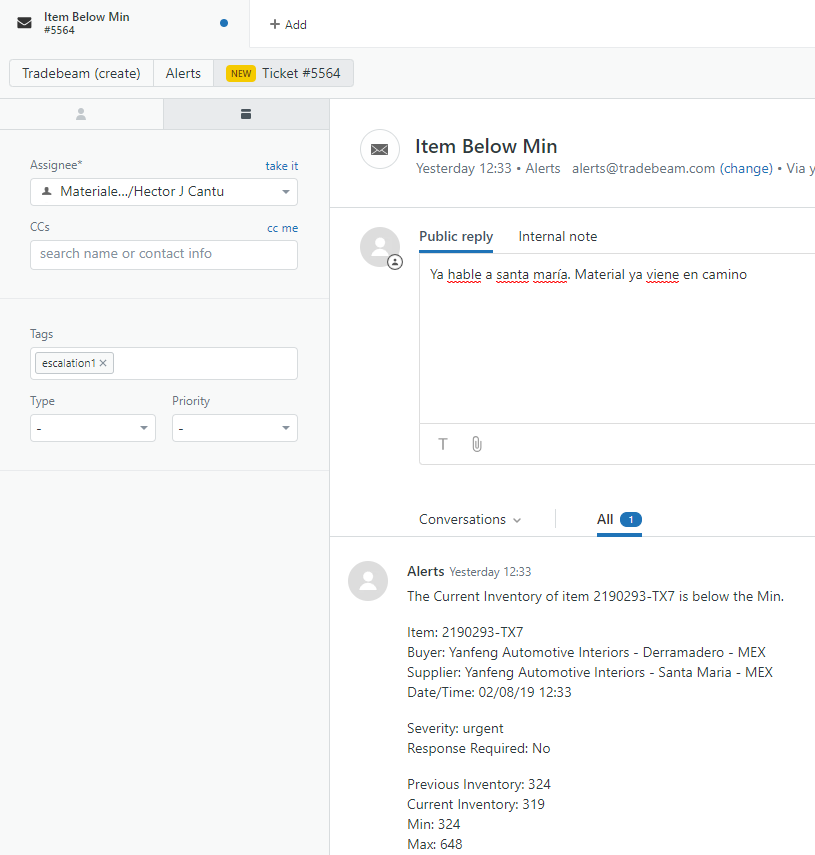 Item Below Min
#5564
+ Add
Tradebeam (create)
Alerts
NEW Ticket #5564
Assignee*
take it
Materiale.../Hector J Cantu
CCs
cc me
search name or contact info
Tags
escalation1 ×
Type
Priority
-
-
Item Below Min
Yesterday 12:33 • Alerts alerts@tradebeam.com (change) • Via y
Public reply
Internal note
Ya hable a santa maría. Material ya viene en camino
T
Conversations
All 1
Alerts Yesterday 12:33
The Current Inventory of item 2190293-TX7 is below the Min.
Item: 2190293-TX7
Buyer: Yanfeng Automotive Interiors - Derramadero - MEX
Supplier: Yanfeng Automotive Interiors - Santa Maria - MEX
Date/Time: 02/08/19 12:33
Severity: urgent
Response Required: No
Previous Inventory: 324
Current Inventory: 319
Min: 324
Max: 648